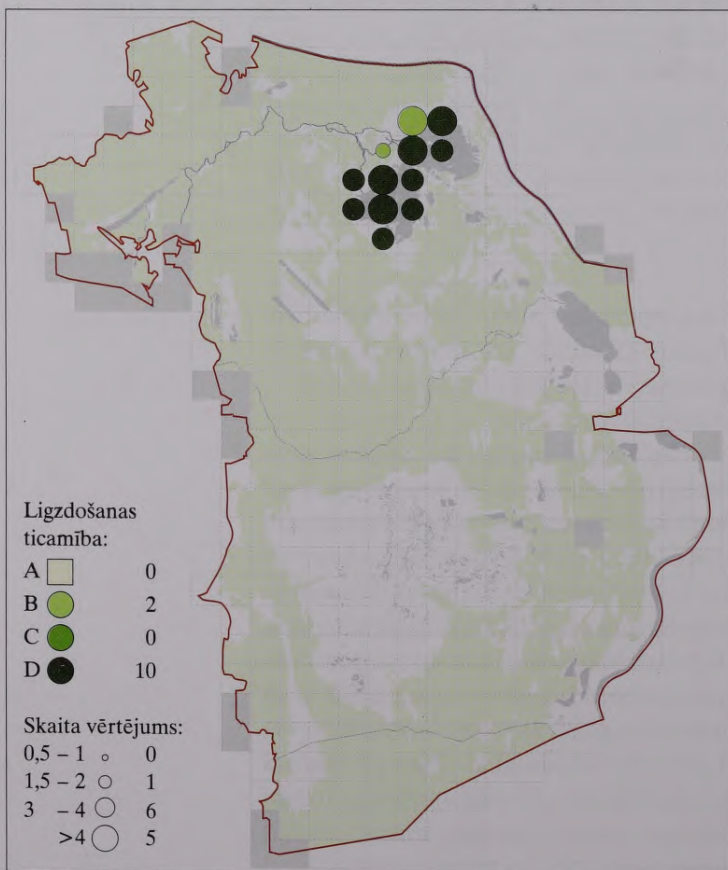 Ligzdošanas
ticamība:
A 0
B 2
C 0
D 10
Skaita vērtējums:
0,5 – 1 0
1,5 – 2 1
3 – 4 6
>4 5